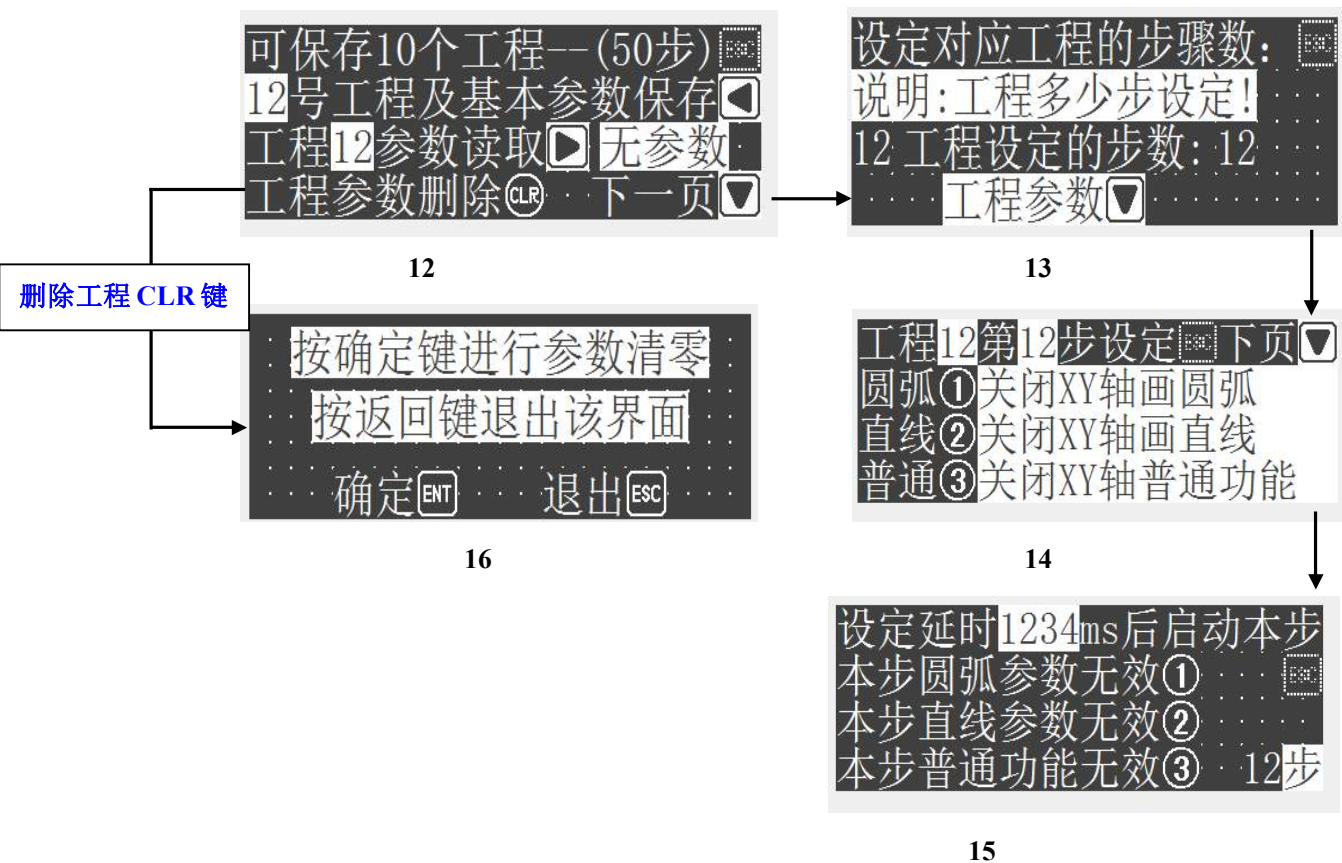 可保存10个工程--(50步) ESC
12号工程及基本参数保存
工程12参数读取 无参数
工程参数删除 CLR 下一页
12
设定对应工程的步骤数: ESC
说明:工程多少步设定!
12 工程设定的步数: 12
工程参数
13
删除工程 CLR 键
按确定键进行参数清零
按返回键退出该界面
确定 ENT 退出 ESC
16
工程12第12步设定 ESC 下页
圆弧①关闭XY轴画圆弧
直线②关闭XY轴画直线
普通③关闭XY轴普通功能
14
设定延时1234ms后启动本步
本步圆弧参数无效① ESC
本步直线参数无效②
本步普通功能无效③ 12步
15